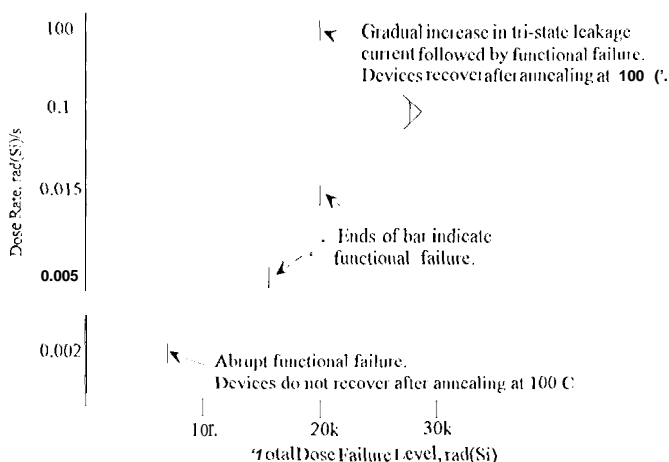 100
Gradual increase in tri-state leakage
current followed by functional failure.
Devices recover after annealing at 100 C.
0.1
Dose Rate, rad(Si)/s
0.015
Ends of bar indicate
functional failure.
0.005
0.002
Abrupt functional failure.
Devices do not recover after annealing at 100 C
10r.
20k
30k
Total Dose Failure Level, rad(Si)